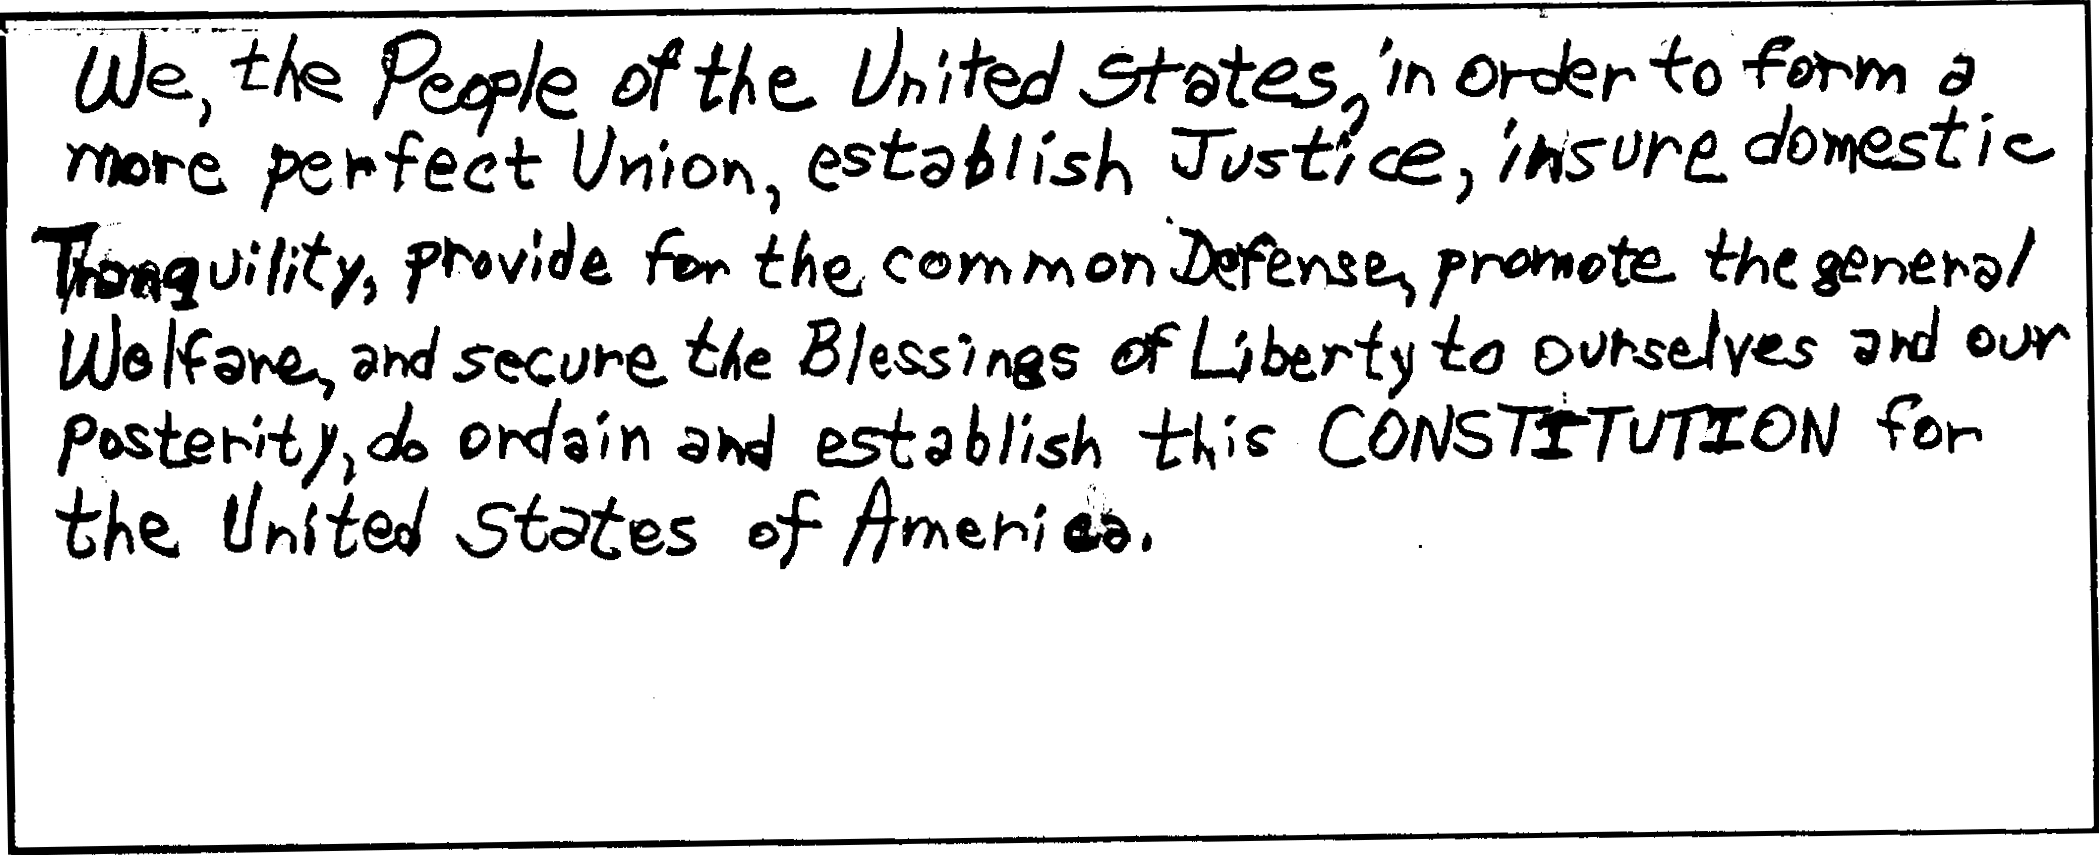 We, the People of the United States, in order to form a
more perfect Union, establish Justice, insure domestic
Tranquility, provide for the common Defense, promote the general
Welfare, and secure the Blessings of Liberty to ourselves and our
posterity, do ordain and establish this CONSTITUTION for
the United States of America.